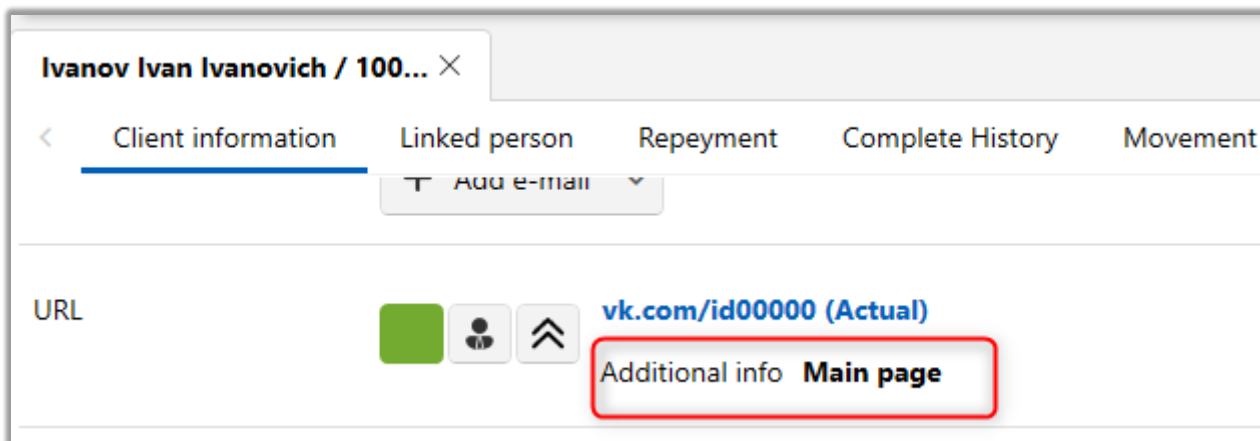 Ivanov Ivan Ivanovich / 100...
Client information Linked person Repeyment Complete History Movement
Add e-mail
URL
vk.com/id00000 (Actual)
Additional info Main page